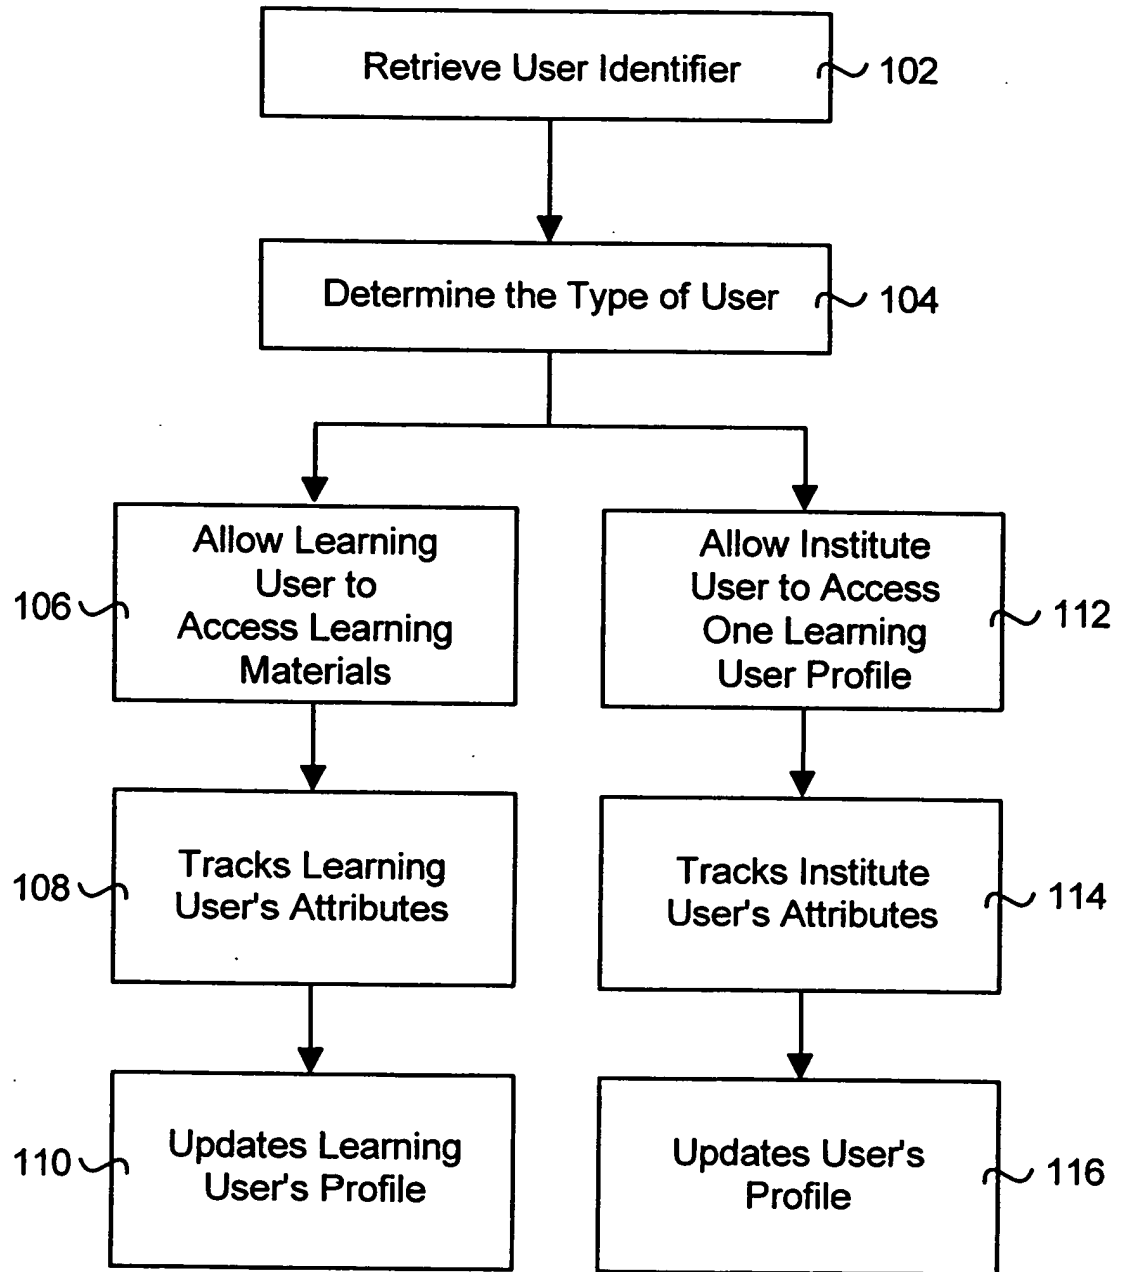 Retrieve User Identifier
102
Determine the Type of User
104
106
Allow Learning
User to
Access Learning
Materials
Allow Institute
User to Access
One Learning
User Profile
112
108
Tracks Learning
User's Attributes
Tracks Institute
User's Attributes
114
110
Updates Learning
User's Profile
Updates User's
Profile
116